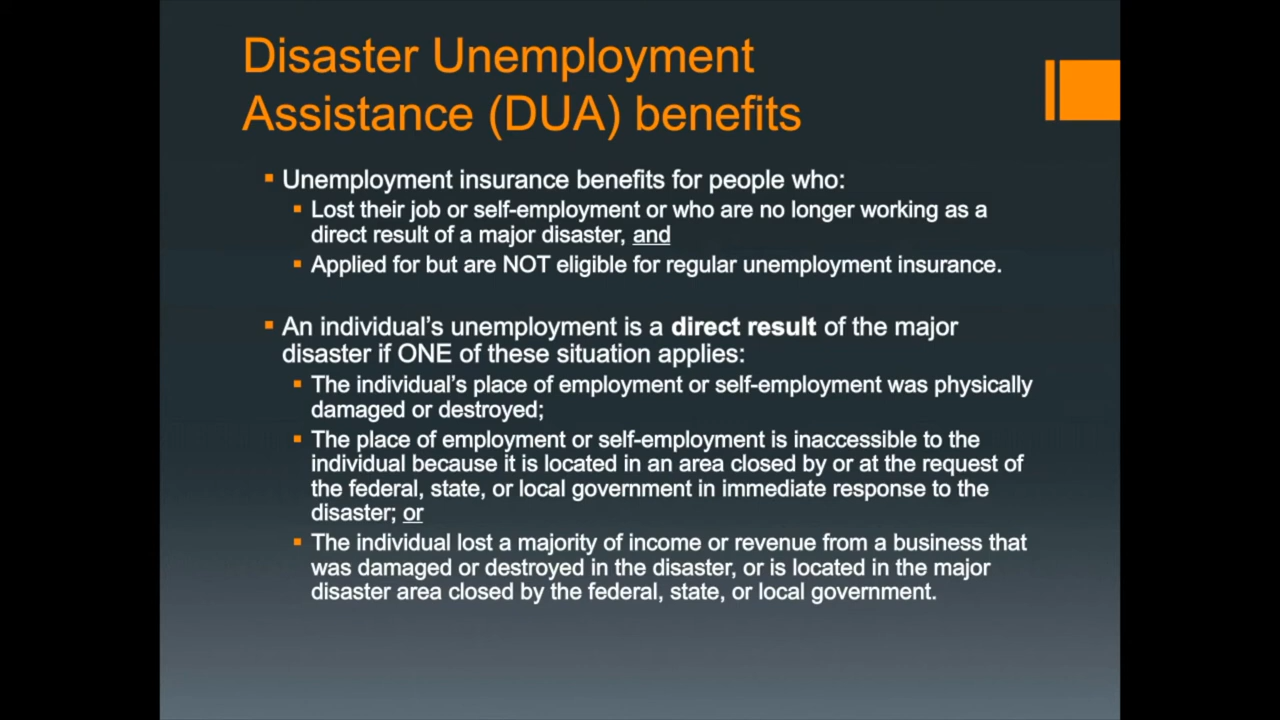 Disaster Unemployment
Assistance (DUA) benefits
Unemployment insurance benefits for people who:
Lost their job or self-employment or who are no longer working as a
direct result of a major disaster, and
Applied for but are NOT eligible for regular unemployment insurance.
An individual’s unemployment is a direct result of the major
disaster if ONE of these situation applies:
The individual’s place of employment or self-employment was physically
damaged or destroyed;
The place of employment or self-employment is inaccessible to the
individual because it is located in an area closed by or at the request of
the federal, state, or local government in immediate response to the
disaster; or
The individual lost a majority of income or revenue from a business that
was damaged or destroyed in the disaster, or is located in the major
disaster area closed by the federal, state, or local government.